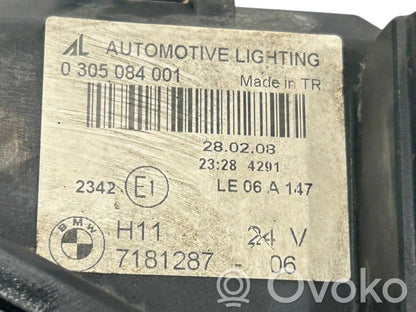 AL AUTOMOTIVE LIGHTING
0 305 084 001 Made in TR
28.02.08
23:28 4291
2342 E1 LE 06 A 147
BMW H11 24 V
7181287 - 06
Ovoko